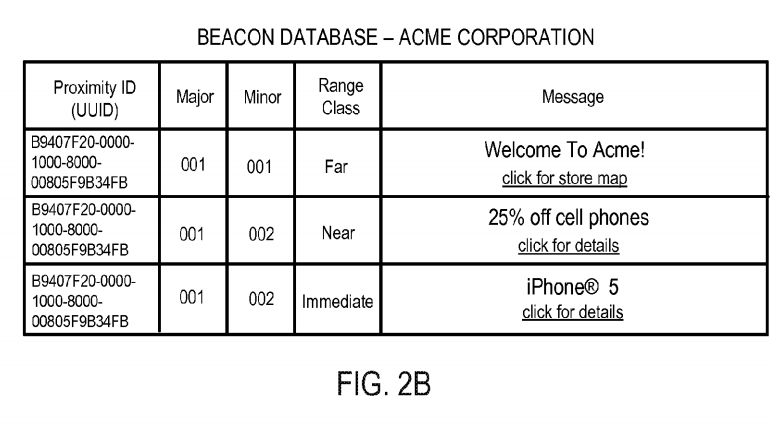 BEACON DATABASE – ACME CORPORATION
Proximity ID
(UUID)
Major
Minor
Range
Class
Message
B9407F20-0000-
1000-8000-
00805F9B34FB
001
001
Far
Welcome To Acme!
click for store map
B9407F20-0000-
1000-8000-
00805F9B34FB
001
002
Near
25% off cell phones
click for details
B9407F20-0000-
1000-8000-
00805F9B34FB
001
002
Immediate
iPhone® 5
click for details
FIG. 2B